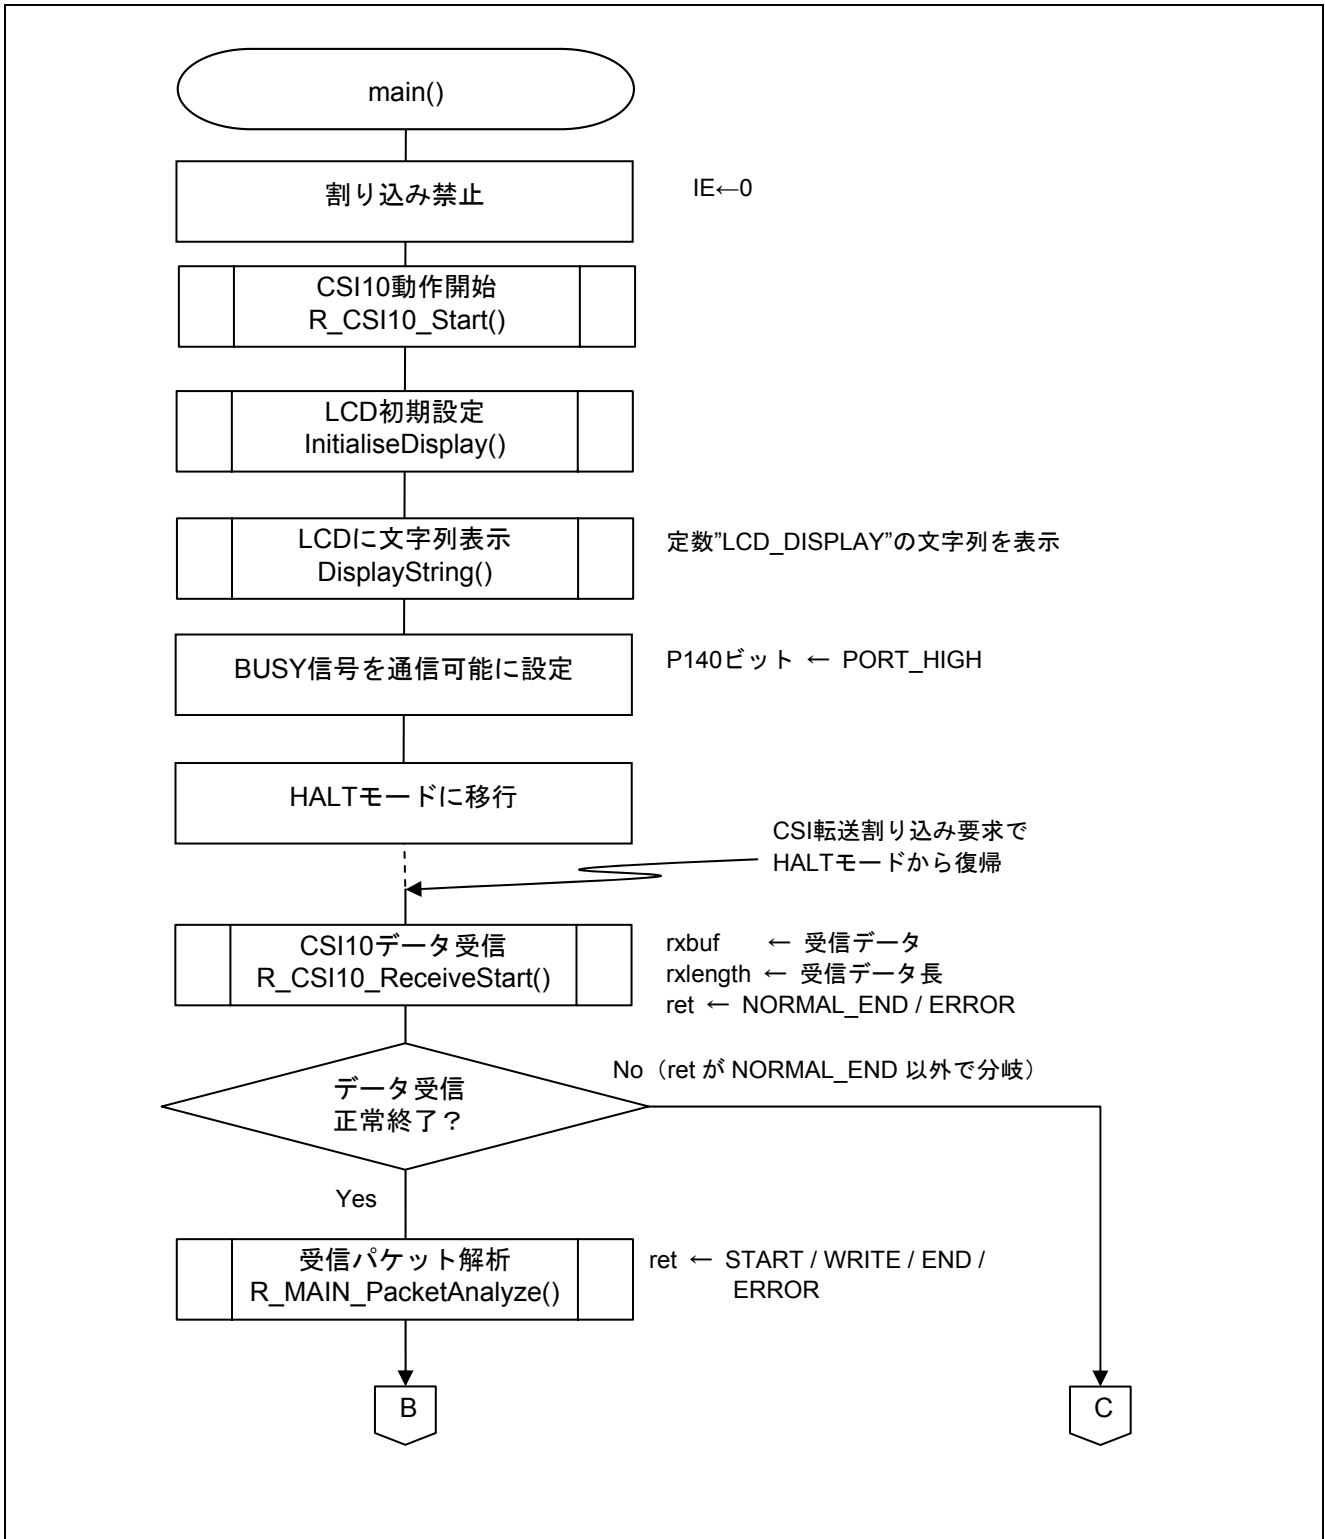 main()
割り込み禁止
IE←0
CSI10動作開始
R_CSI10_Start()
LCD初期設定
InitialiseDisplay()
LCDに文字列表示
DisplayString()
定数”LCD_DISPLAY”の文字列を表示
BUSY信号を通信可能に設定
P140ビット ← PORT_HIGH
HALTモードに移行
CSI転送割り込み要求で
HALTモードから復帰
CSI10データ受信
R_CSI10_ReceiveStart()
rxbuf ← 受信データ
rxlength ← 受信データ長
ret ← NORMAL_END / ERROR
No（ret が NORMAL_END 以外で分岐）
データ受信
正常終了？
Yes
受信パケット解析
R_MAIN_PacketAnalyze()
ret ← START / WRITE / END /
ERROR
B
C